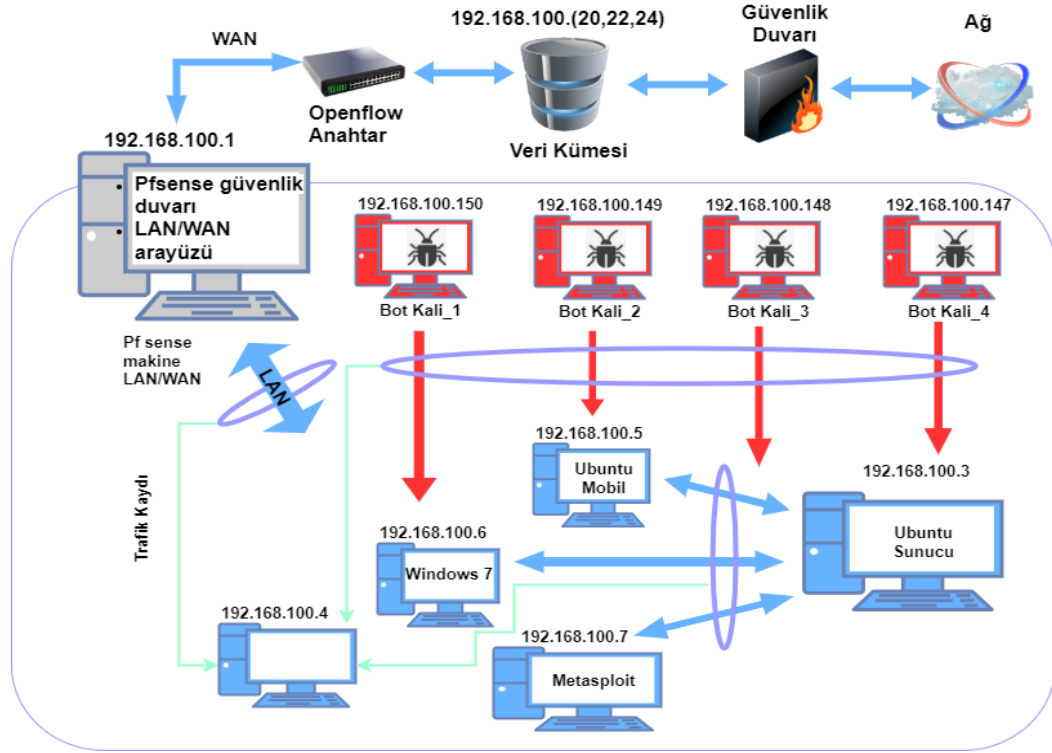 192.168.100.(20,22,24)
Güvenlik
Duvarı
Ağ
WAN
Openflow
Anahtar
Veri Kümesi
192.168.100.1
Pfsense güvenlik
duvarı
LAN/WAN
arayüzü
192.168.100.150
192.168.100.149
192.168.100.148
192.168.100.147
Bot Kali_1
Bot Kali_2
Bot Kali_3
Bot Kali_4
Pf sense
makine
LAN/WAN
LAN
192.168.100.5
Ubuntu
Mobil
192.168.100.3
Ubuntu
Sunucu
Trafik Kaydı
192.168.100.6
Windows 7
192.168.100.4
192.168.100.7
Metasploit